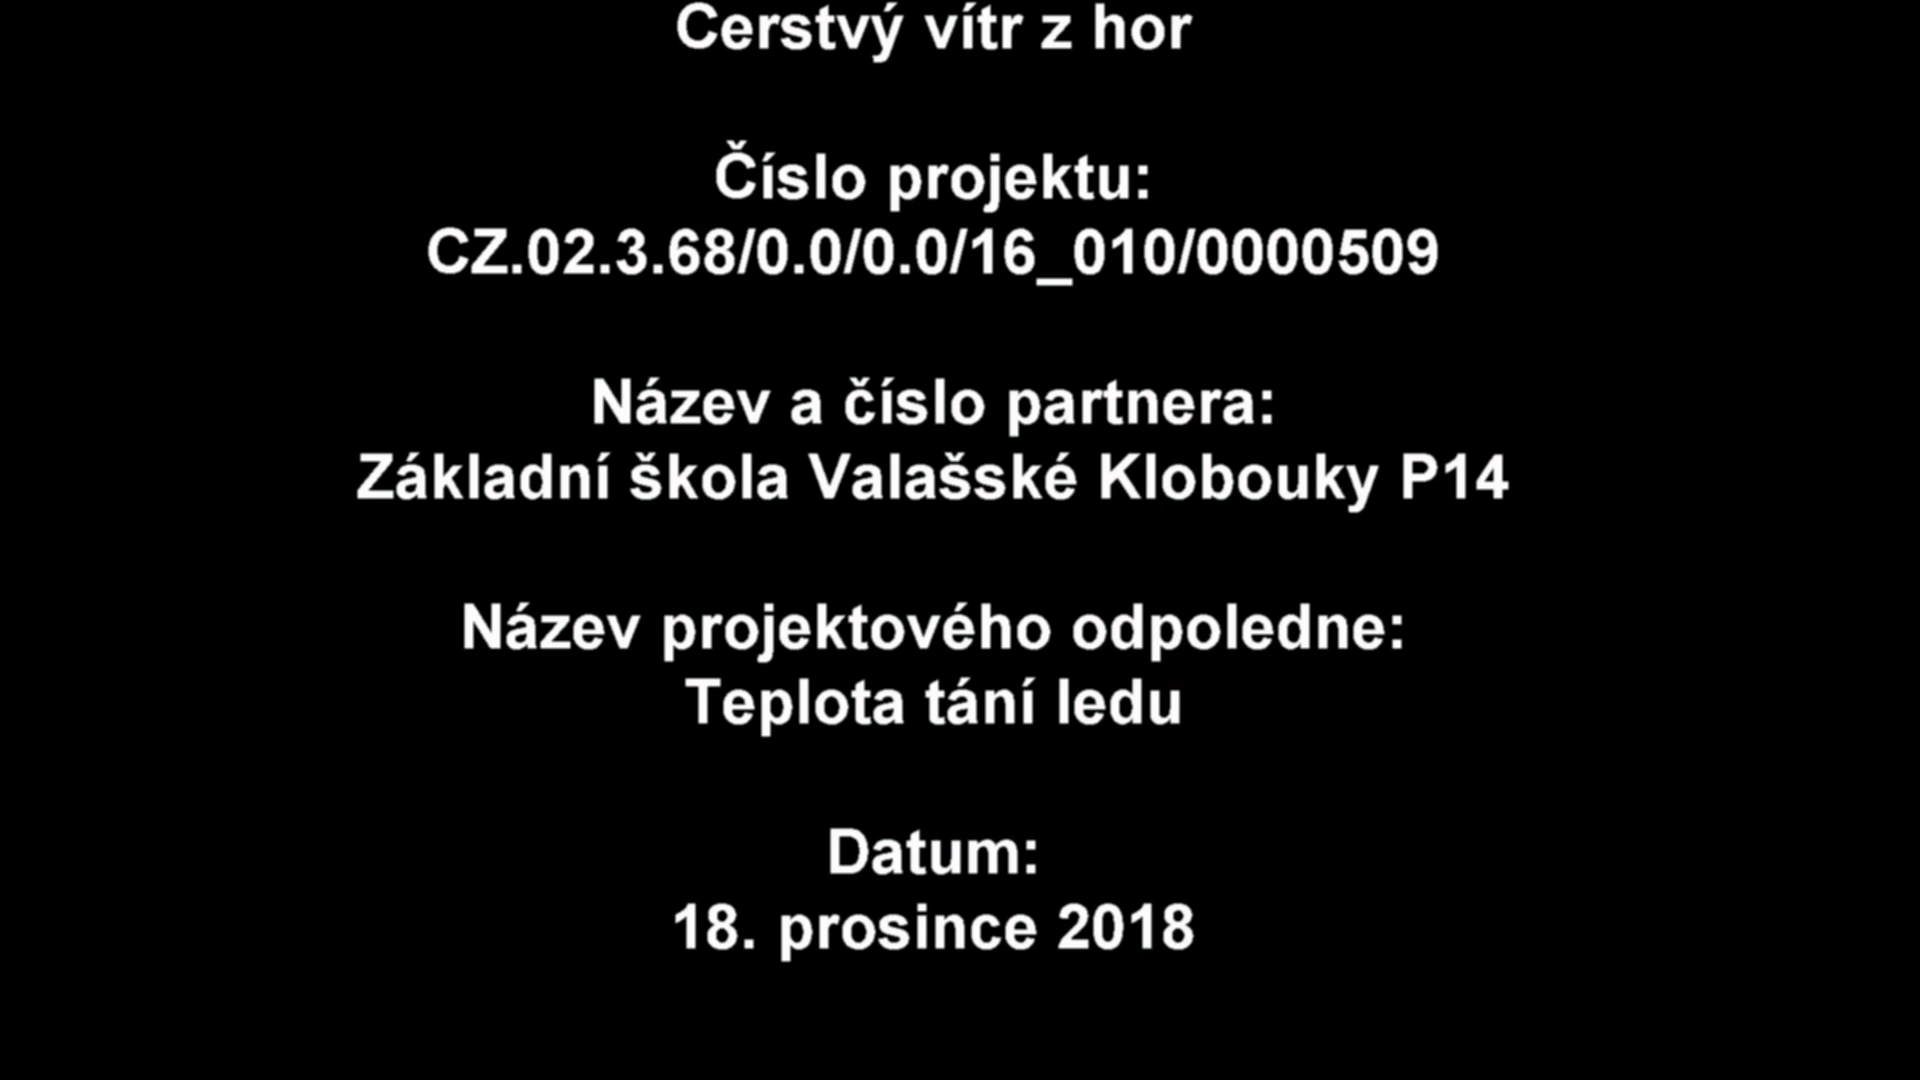 Čerstvý vítr z hor
Číslo projektu:
CZ.02.3.68/0.0/0.0/16_010/0000509
Název a číslo partnera:
Základní škola Valašské Klobouky P14
Název projektového odpoledne:
Teplota tání ledu
Datum:
18. prosince 2018